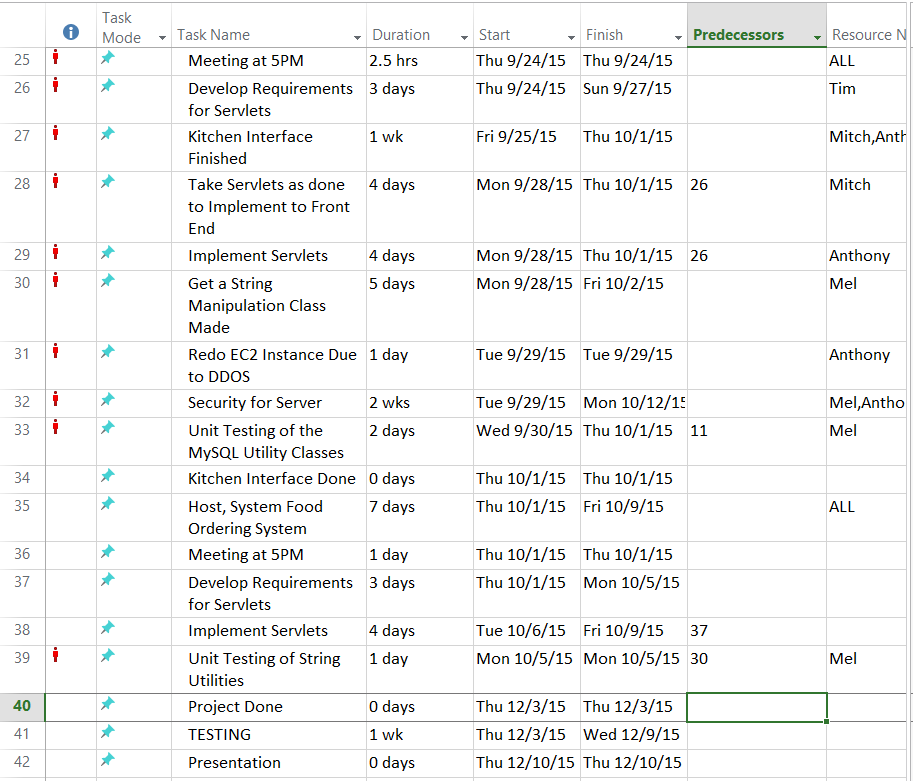 Task Mode Task Name Duration Start Finish Predecessors Resource N
25 Meeting at 5PM 2.5 hrs Thu 9/24/15 Thu 9/24/15 ALL
26 Develop Requirements 3 days Thu 9/24/15 Sun 9/27/15 Tim
for Servlets
27 Kitchen Interface 1 wk Fri 9/25/15 Thu 10/1/15 Mitch,Anth
Finished
28 Take Servlets as done 4 days Mon 9/28/15 Thu 10/1/15 26 Mitch
to Implement to Front
End
29 Implement Servlets 4 days Mon 9/28/15 Thu 10/1/15 26 Anthony
30 Get a String 5 days Mon 9/28/15 Fri 10/2/15 Mel
Manipulation Class
Made
31 Redo EC2 Instance Due 1 day Tue 9/29/15 Tue 9/29/15 Anthony
to DDOS
32 Security for Server 2 wks Tue 9/29/15 Mon 10/12/15 Mel,Antho
33 Unit Testing of the 2 days Wed 9/30/15 Thu 10/1/15 11 Mel
MySQL Utility Classes
34 Kitchen Interface Done 0 days Thu 10/1/15 Thu 10/1/15
35 Host, System Food 7 days Thu 10/1/15 Fri 10/9/15 ALL
Ordering System
36 Meeting at 5PM 1 day Thu 10/1/15 Thu 10/1/15
37 Develop Requirements 3 days Thu 10/1/15 Mon 10/5/15
for Servlets
38 Implement Servlets 4 days Tue 10/6/15 Fri 10/9/15 37
39 Unit Testing of String 1 day Mon 10/5/15 Mon 10/5/15 30 Mel
Utilities
40 Project Done 0 days Thu 12/3/15 Thu 12/3/15
41 TESTING 1 wk Thu 12/3/15 Wed 12/9/15
42 Presentation 0 days Thu 12/10/15 Thu 12/10/15